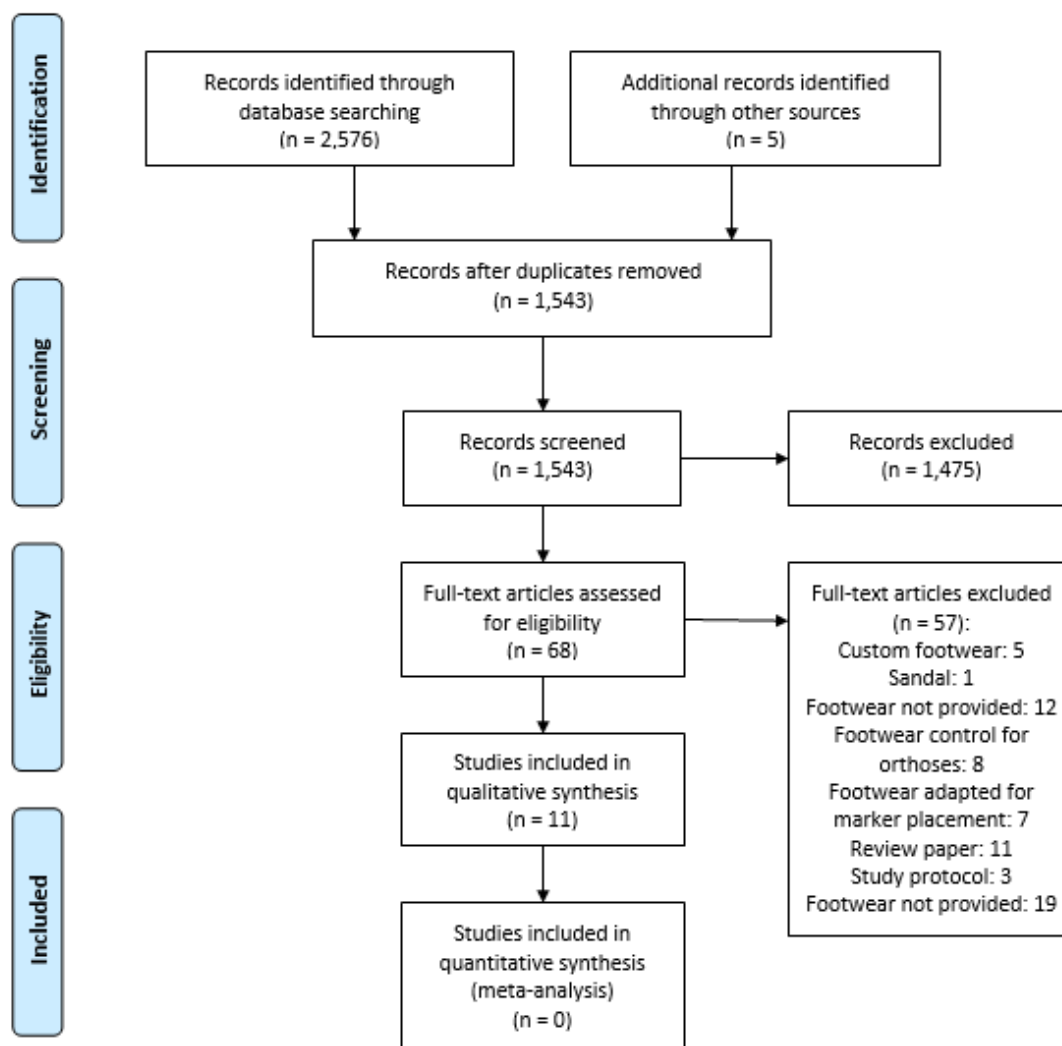 Identification
Records identified through
database searching
(n = 2,576)
Additional records identified
through other sources
(n = 5)
Records after duplicates removed
(n = 1,543)
Screening
Records screened
(n = 1,543)
Records excluded
(n = 1,475)
Eligibility
Full-text articles assessed
for eligibility
(n = 68)
Full-text articles excluded
(n = 57):
Custom footwear: 5
Sandal: 1
Footwear not provided: 12
Footwear control for
orthoses: 8
Footwear adapted for
marker placement: 7
Review paper: 11
Study protocol: 3
Footwear not provided: 19
Studies included in
qualitative synthesis
(n = 11)
Included
Studies included in
quantitative synthesis
(meta-analysis)
(n = 0)